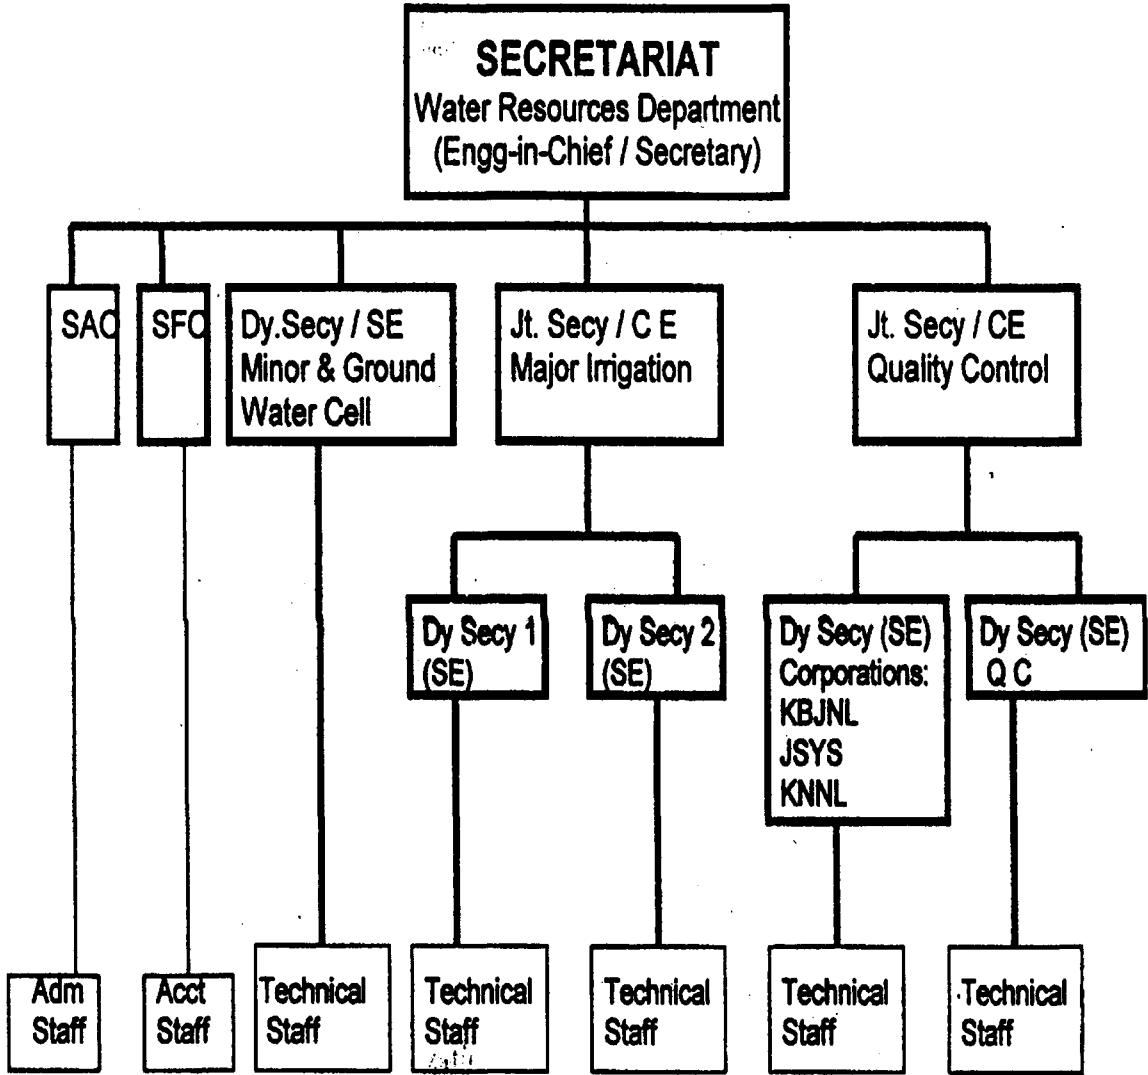 SECRETARIAT
Water Resources Department
(Engg-in-Chief / Secretary)
SAO
SFO
Dy.Secy / SE
Minor & Ground
Water Cell
Jt. Secy / C E
Major Irrigation
Jt. Secy / CE
Quality Control
Dy Secy 1
(SE)
Dy Secy 2
(SE)
Dy Secy (SE)
Corporations:
KBJNL
JSYS
KNNL
Dy Secy (SE)
Q C
Adm
Staff
Acct
Staff
Technical
Staff
Technical
Staff
Technical
Staff
Technical
Staff
Technical
Staff